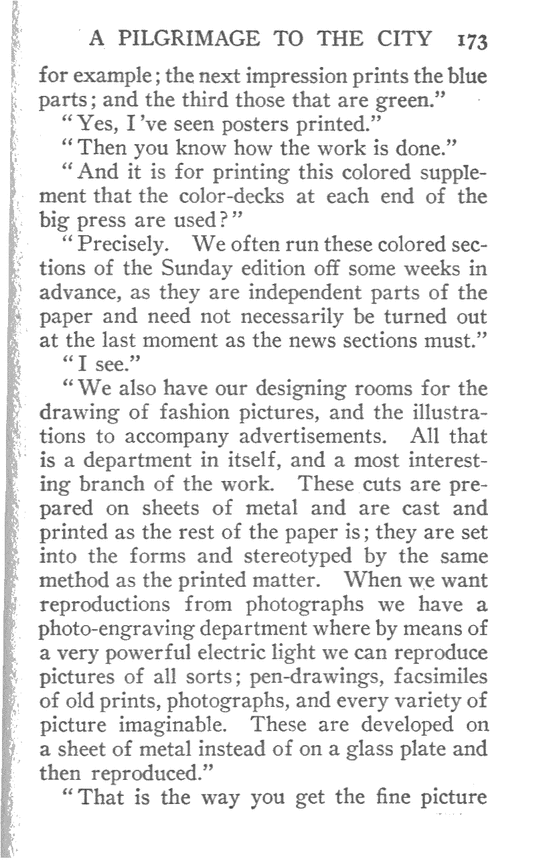 A PILGRIMAGE TO THE CITY 173
for example; the next impression prints the blue
parts; and the third those that are green."
"Yes, I 've seen posters printed."
"Then you know how the work is done."
"And it is for printing this colored supple-
ment that the color-decks at each end of the
big press are used?"
"Precisely. We often run these colored sec-
tions of the Sunday edition off some weeks in
advance, as they are independent parts of the
paper and need not necessarily be turned out
at the last moment as the news sections must."
"I see."
"We also have our designing rooms for the
drawing of fashion pictures, and the illustra-
tions to accompany advertisements. All that
is a department in itself, and a most interest-
ing branch of the work. These cuts are pre-
pared on sheets of metal and are cast and
printed as the rest of the paper is; they are set
into the forms and stereotyped by the same
method as the printed matter. When we want
reproductions from photographs we have a
photo-engraving department where by means of
a very powerful electric light we can reproduce
pictures of all sorts; pen-drawings, facsimiles
of old prints, photographs, and every variety of
picture imaginable. These are developed on
a sheet of metal instead of on a glass plate and
then reproduced."
"That is the way you get the fine picture